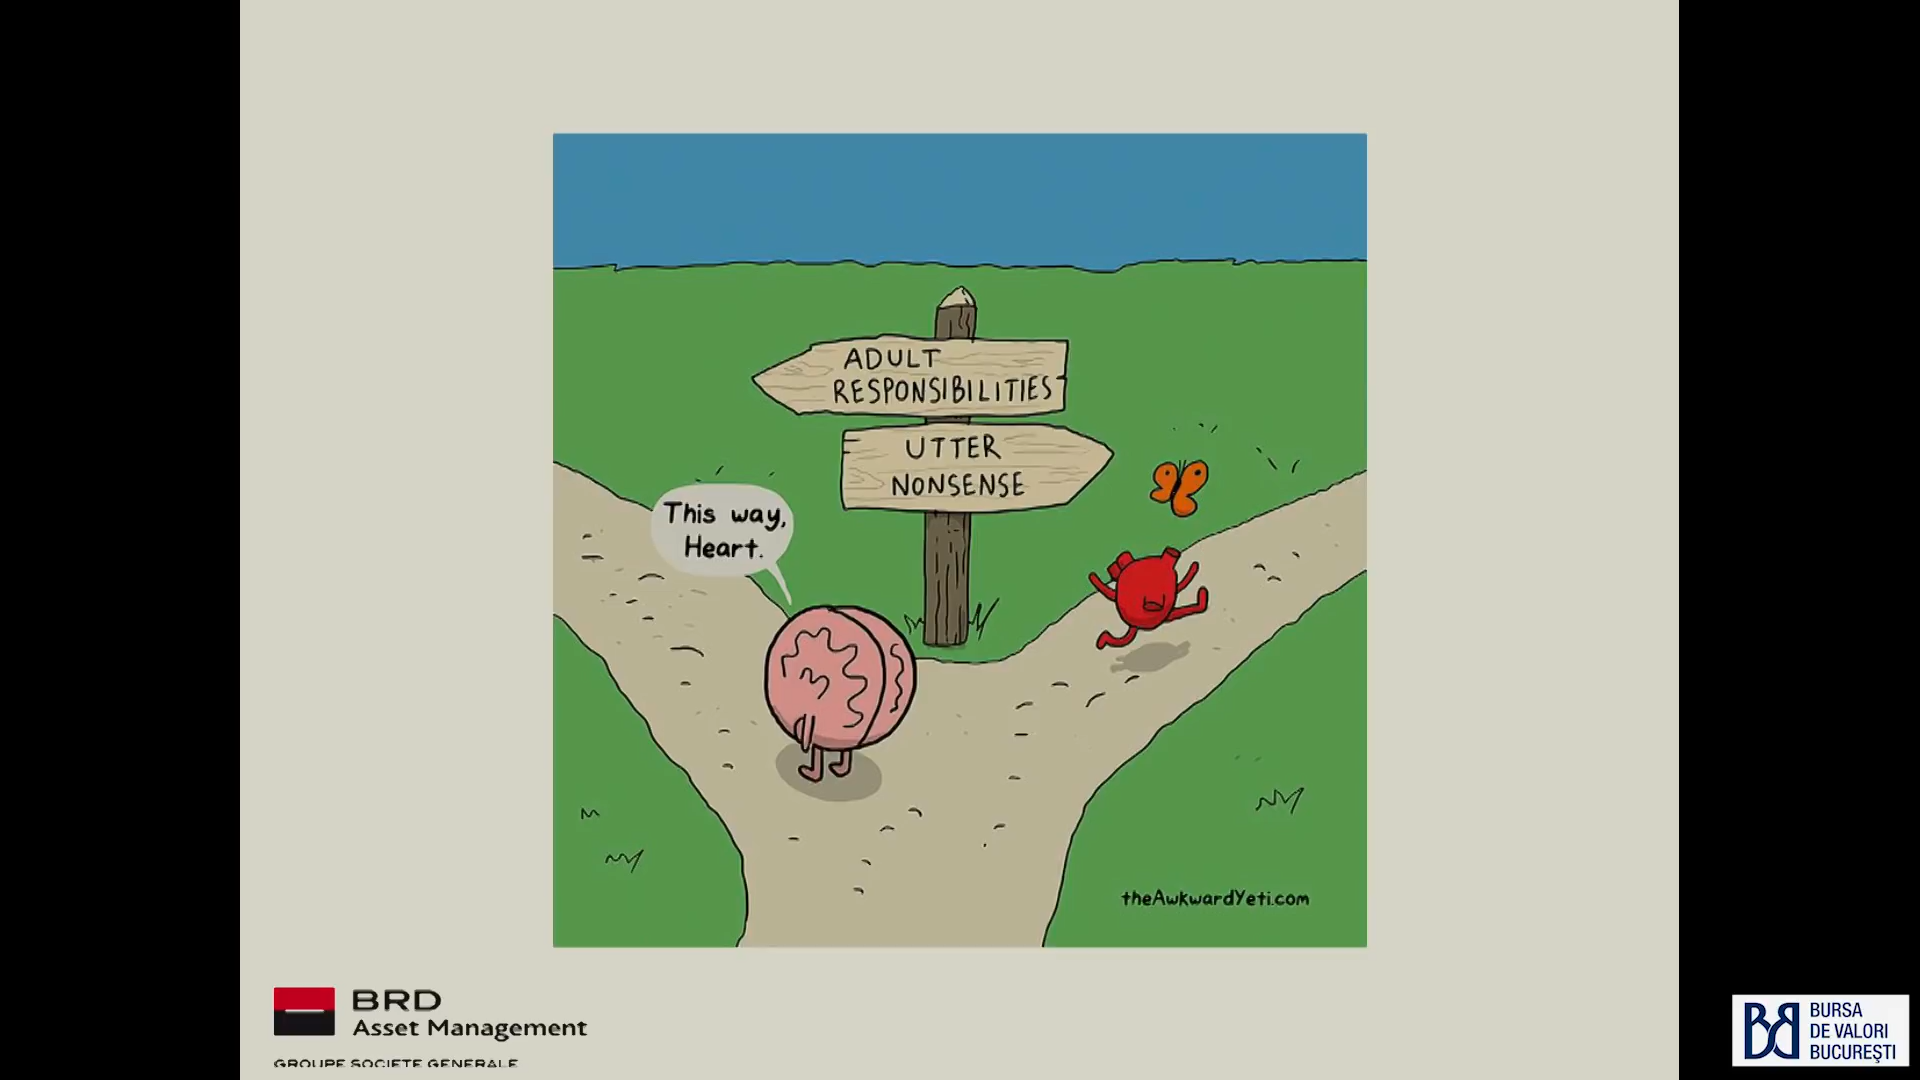 ADULT
RESPONSIBILITIES
UTTER
NONSENSE
This way,
Heart.
theAwkwardYeti.com
BRD
Asset Management
GROUPE SOCIETE GENERALE
BURSA
DE VALORI
BUCUREȘTI